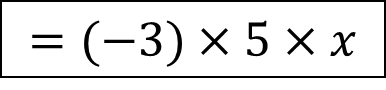 = (−3) × 5 × x